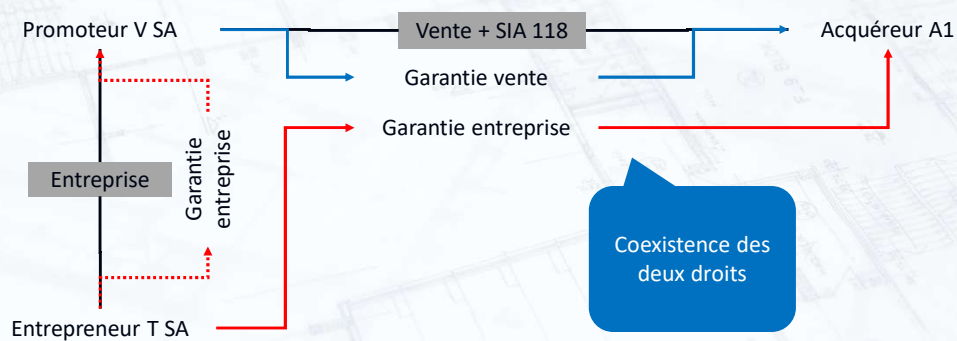 Promoteur V SA
Vente + SIA 118
Acquéreur A1
Garantie vente
Garantie entreprise
Entreprise
Garantie
entreprise
Coexistence des
deux droits
Entrepreneur T SA